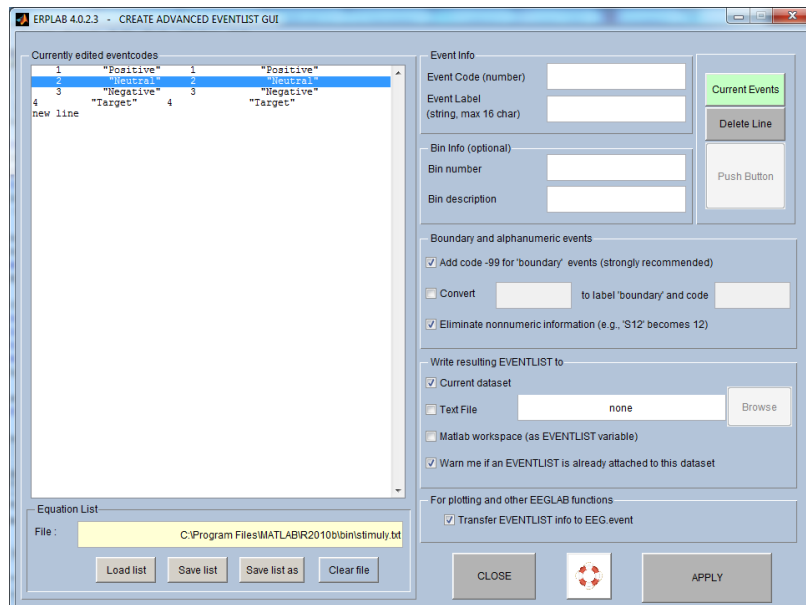 ERPLAB 4.0.2.3 - CREATE ADVANCED EVENTLIST GUI
Currently edited eventcodes
1 "Positive" 1 "Positive"
2 "Neutral" 2 "Neutral"
3 "Negative" 3 "Negative"
4 "Target" 4 "Target"
new line
Equation List
File : C:\Program Files\MATLAB\R2010b\bin\stimuly.txt
Load list Save list Save list as Clear file
Event Info
Event Code (number)
Event Label
(string, max 16 char)
Bin Info (optional)
Bin number
Bin description
Current Events
Delete Line
Push Button
Boundary and alphanumeric events
Add code -99 for 'boundary' events (strongly recommended)
Convert to label 'boundary' and code
Eliminate nonnumeric information (e.g., 'S12' becomes 12)
Write resulting EVENTLIST to
Current dataset
Text File none Browse
Matlab workspace (as EVENTLIST variable)
Warn me if an EVENTLIST is already attached to this dataset
For plotting and other EEGLAB functions
Transfer EVENTLIST info to EEG.event
CLOSE APPLY